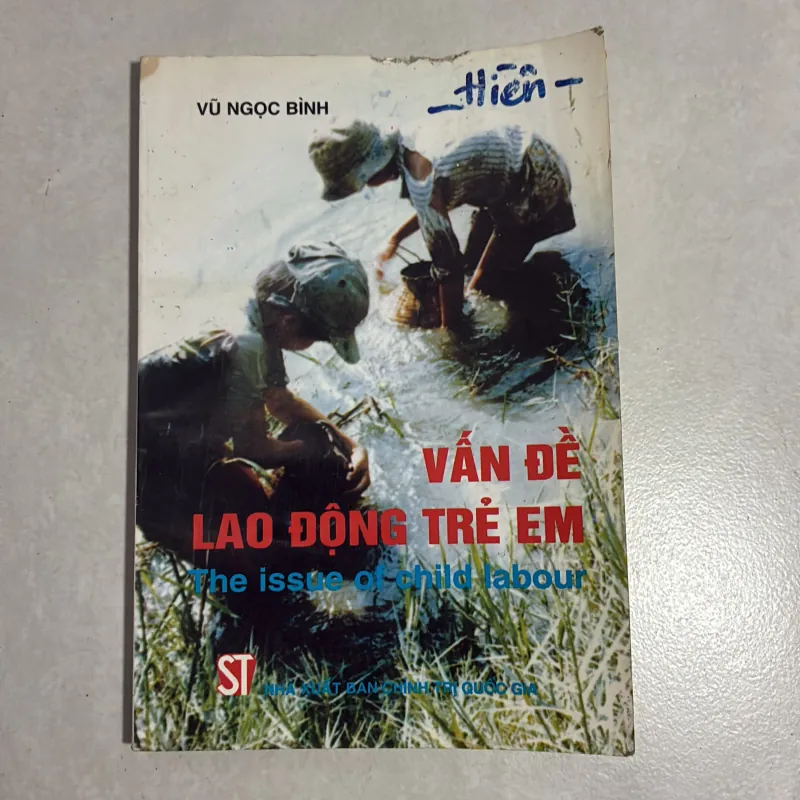 VŨ NGỌC BÌNH
-Hiền-
VẤN ĐỀ
LAO ĐỘNG TRẺ EM
The issue of child labour
ST
NHÀ XUẤT BẢN CHÍNH TRỊ QUỐC GIA